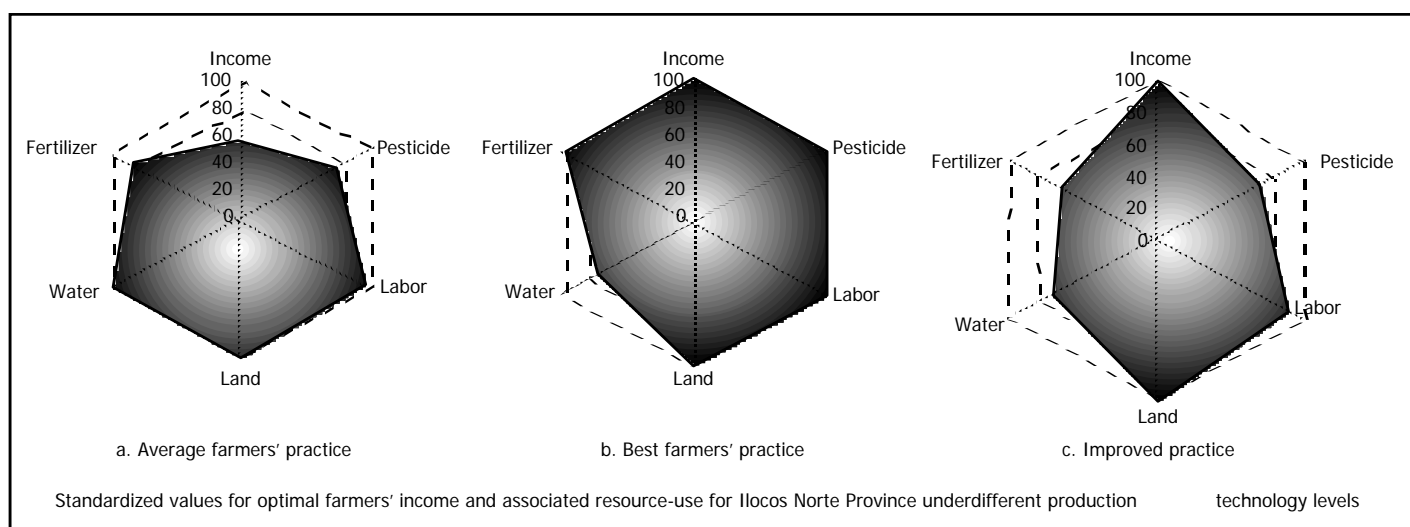 Income
100
80
60
40
20
0
Fertilizer
Pesticide
Water
Labor
Land
a. Average farmers' practice
Income
100
80
60
40
20
0
Fertilizer
Pesticide
Water
Labor
Land
b. Best farmers' practice
Income
100
80
60
40
20
0
Fertilizer
Pesticide
Water
Labor
Land
c. Improved practice
Standardized values for optimal farmers' income and associated resource-use for Ilocos Norte Province underdifferent production technology levels